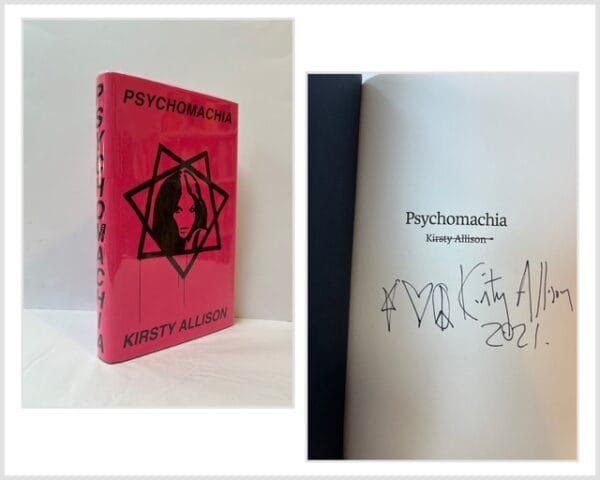 PSYCHOMACHIA
PSYCHOMACHIA
KIRSTY ALLISON
Psychomachia
Kirsty Allison
Kirsty Allison
2021.